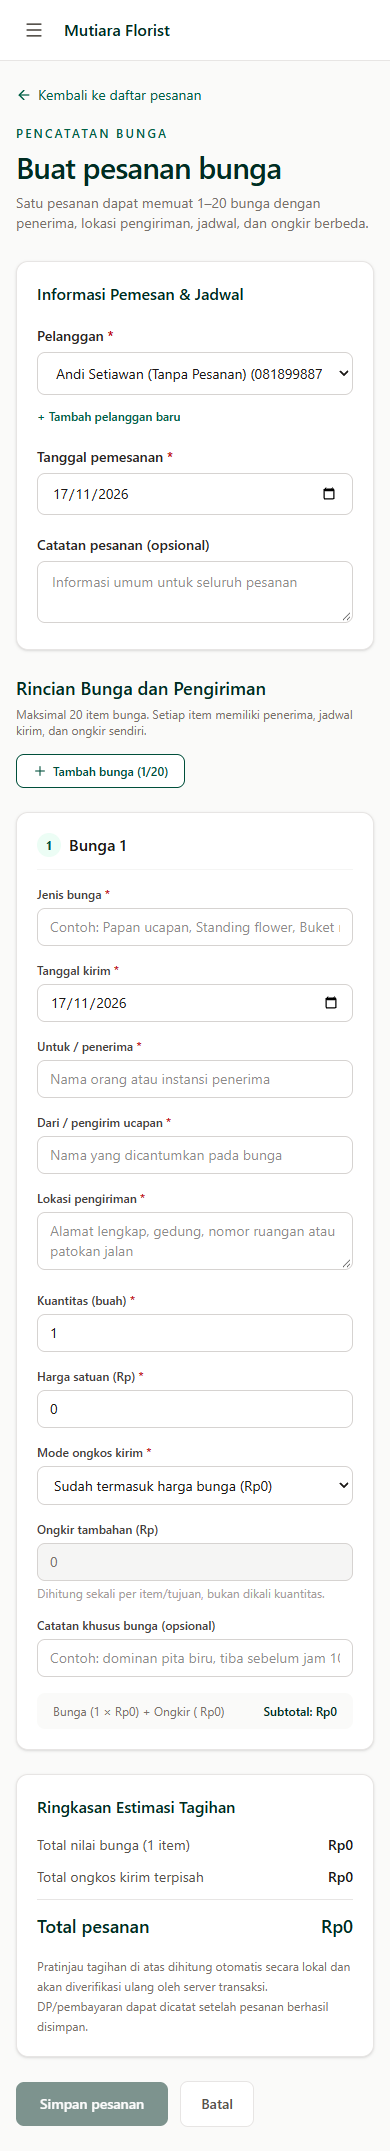 Mutiara Florist
← Kembali ke daftar pesanan
PENCATATAN BUNGA
Buat pesanan bunga
Satu pesanan dapat memuat 1–20 bunga dengan
penerima, lokasi pengiriman, jadwal, dan ongkir berbeda.
Informasi Pemesan & Jadwal
Pelanggan *
Andi Setiawan (Tanpa Pesanan) (081899887
+ Tambah pelanggan baru
Tanggal pemesanan *
17/11/2026
Catatan pesanan (opsional)
Informasi umum untuk seluruh pesanan
Rincian Bunga dan Pengiriman
Maksimal 20 item bunga. Setiap item memiliki penerima, jadwal
kirim, dan ongkir sendiri.
+ Tambah bunga (1/20)
1 Bunga 1
Jenis bunga *
Contoh: Papan ucapan, Standing flower, Buket
Tanggal kirim *
17/11/2026
Untuk / penerima *
Nama orang atau instansi penerima
Dari / pengirim ucapan *
Nama yang dicantumkan pada bunga
Lokasi pengiriman *
Alamat lengkap, gedung, nomor ruangan atau
patokan jalan
Kuantitas (buah) *
1
Harga satuan (Rp) *
0
Mode ongkos kirim *
Sudah termasuk harga bunga (Rp0)
Ongkir tambahan (Rp)
0
Dihitung sekali per item/tujuan, bukan dikali kuantitas.
Catatan khusus bunga (opsional)
Contoh: dominan pita biru, tiba sebelum jam 10
Bunga (1 × Rp0) + Ongkir ( Rp0) Subtotal: Rp0
Ringkasan Estimasi Tagihan
Total nilai bunga (1 item) Rp0
Total ongkos kirim terpisah Rp0
Total pesanan Rp0
Pratinjau tagihan di atas dihitung otomatis secara lokal dan
akan diverifikasi ulang oleh server transaksi.
DP/pembayaran dapat dicatat setelah pesanan berhasil
disimpan.
Simpan pesanan Batal